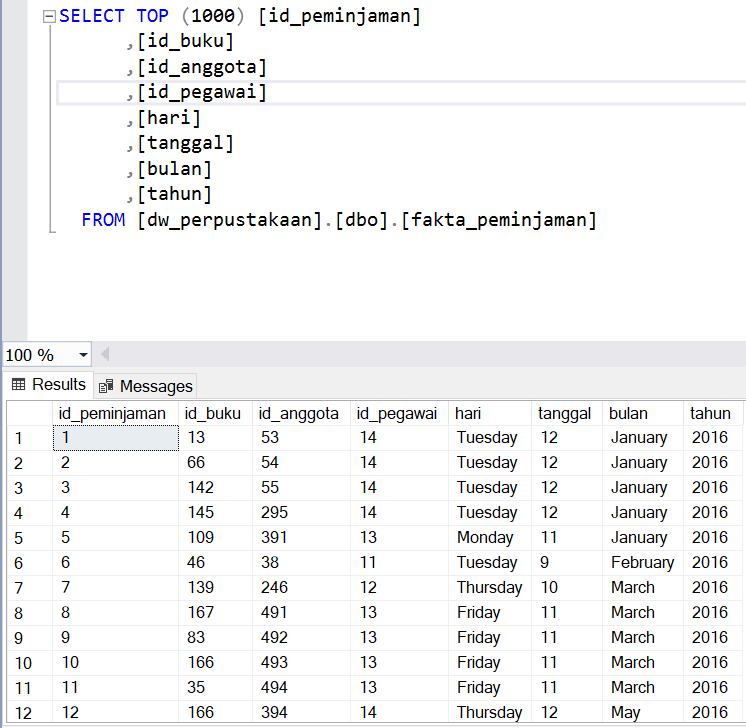 SELECT TOP (1000) [id_peminjaman]
,[id_buku]
,[id_anggota]
,[id_pegawai]
,[hari]
,[tanggal]
,[bulan]
,[tahun]
FROM [dw_perpustakaan].[dbo].[fakta_peminjaman]
100 %
Results Messages
id_peminjaman id_buku id_anggota id_pegawai hari tanggal bulan tahun
1 1 13 53 14 Tuesday 12 January 2016
2 2 66 54 14 Tuesday 12 January 2016
3 3 142 55 14 Tuesday 12 January 2016
4 4 145 295 14 Tuesday 12 January 2016
5 5 109 391 13 Monday 11 January 2016
6 6 46 38 11 Tuesday 9 February 2016
7 7 139 246 12 Thursday 10 March 2016
8 8 167 491 13 Friday 11 March 2016
9 9 83 492 13 Friday 11 March 2016
10 10 166 493 13 Friday 11 March 2016
11 11 35 494 13 Friday 11 March 2016
12 12 166 394 14 Thursday 12 May 2016